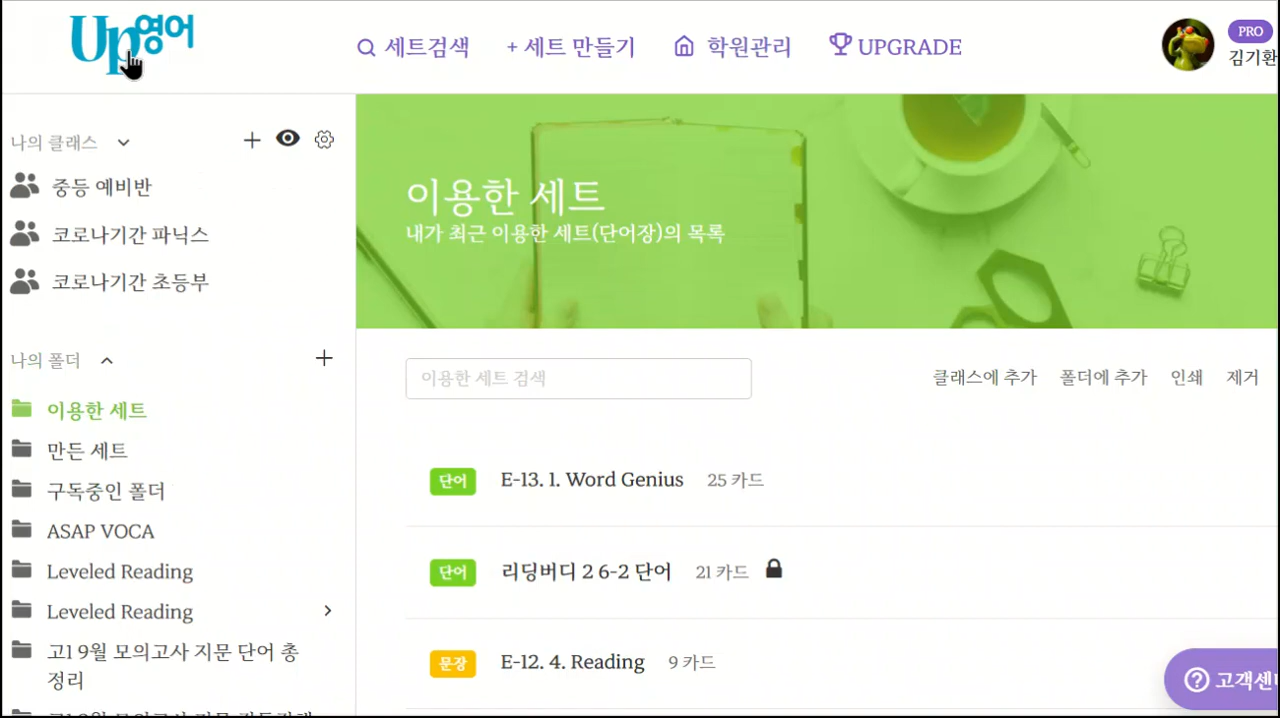 Up영어
세트검색
+ 세트 만들기
학원관리
UPGRADE
PRO
김기환
나의 클래스
중등 예비반
코로나기간 파닉스
코로나기간 초등부
나의 폴더
이용한 세트
만든 세트
구독중인 폴더
ASAP VOCA
Leveled Reading
Leveled Reading
고1 9월 모의고사 지문 단어 총
정리
이용한 세트
내가 최근 이용한 세트(단어장)의 목록
이용한 세트 검색
클래스에 추가
폴더에 추가
인쇄
제거
단어 E-13. 1. Word Genius 25 카드
단어 리딩버디 2 6-2 단어 21 카드
문장 E-12. 4. Reading 9 카드
고객센